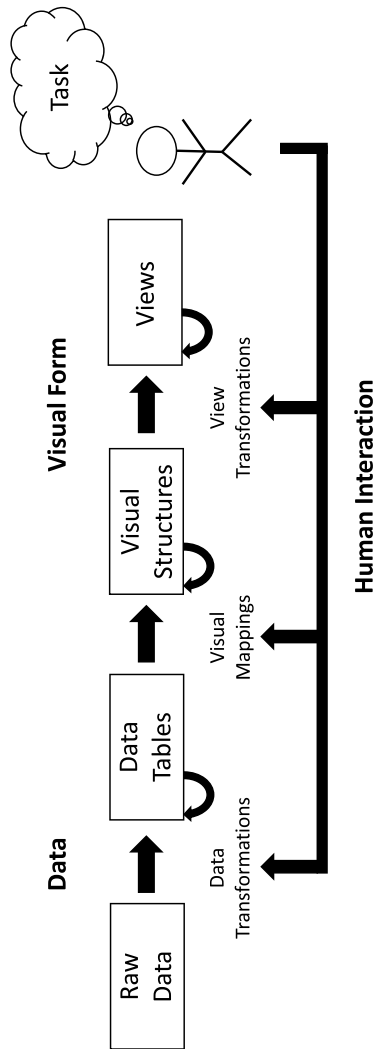 Data
Visual Form
Task
Raw
Data
Data
Tables
Visual
Structures
Views
Data
Transformations
Visual
Mappings
View
Transformations
Human Interaction